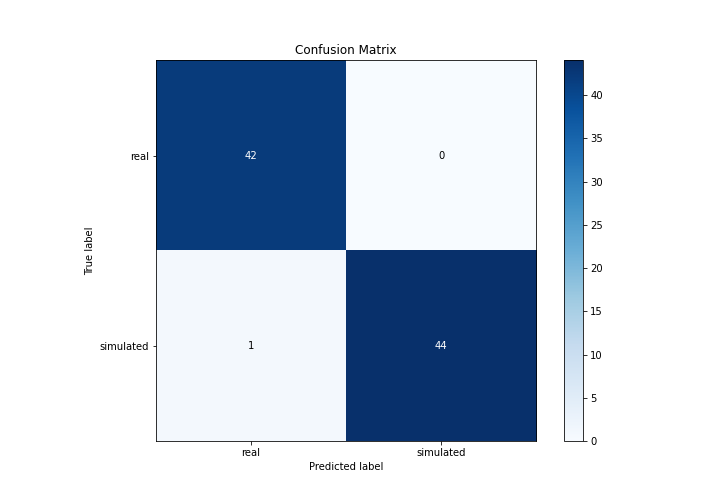 Confusion Matrix
real
42
0
simulated
1
44
True label
real
simulated
Predicted label
40
35
30
25
20
15
10
5
0